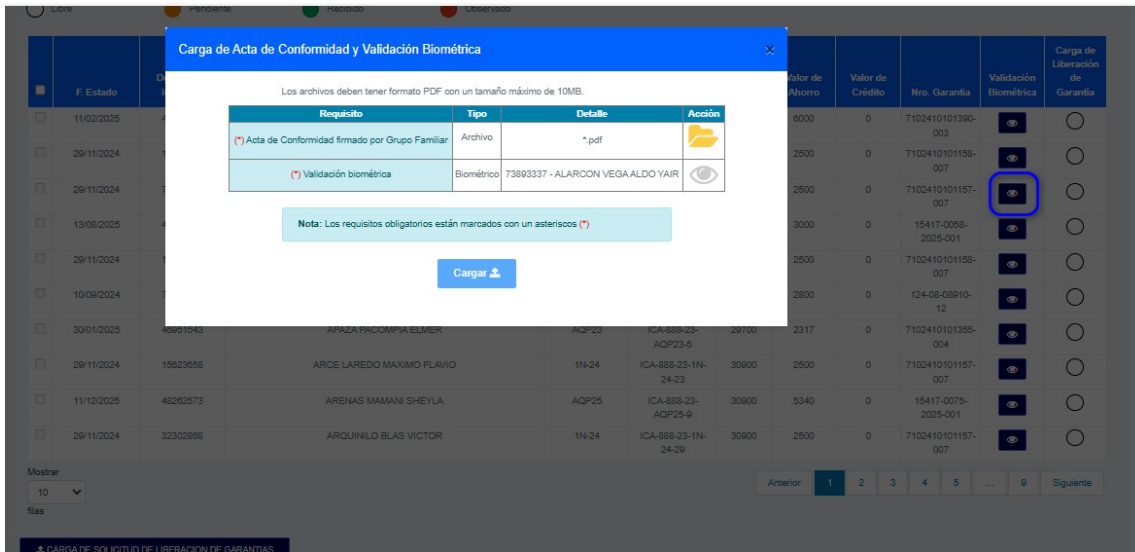 Libre Pendiente Recibido Observado
Carga de Acta de Conformidad y Validación Biométrica ×
Los archivos deben tener formato PDF con un tamaño máximo de 10MB.
Requisito Tipo Detalle Acción
(*) Acta de Conformidad firmado por Grupo Familiar Archivo *.pdf
(*) Validación biométrica Biométrico 73893337 - ALARCON VEGA ALDO YAIR
Nota: Los requisitos obligatorios están marcados con un asteriscos (*)
Cargar
F. Estado Valor de Ahorro Valor de Crédito Nro. Garantia Validación Biométrica Carga de Liberación de Garantía
11/02/2025 6000 0 7102410101390-
003
29/11/2024 2500 0 7102410101158-
007
29/11/2024 2500 0 7102410101157-
007
13/08/2025 3000 0 15417-0058-
2025-001
29/11/2024 2500 0 7102410101158-
007
10/09/2024 2800 0 124-08-08910-
12
30/01/2025 46951543 APAZA PACOMPIA ELMER AQP23 ICA-888-23- 29700 2317 0 7102410101355-
AQP23-5 004
29/11/2024 15623658 ARCE LAREDO MAXIMO FLAVIO 1N-24 ICA-888-23-1N- 30900 2500 0 7102410101157-
24-23 007
11/12/2025 48262573 ARENAS MAMANI SHEYLA AQP25 ICA-888-23- 30900 5340 0 15417-0075-
AQP25-9 2025-001
29/11/2024 32302868 ARQUINILO BLAS VICTOR 1N-24 ICA-888-23-1N- 30900 2500 0 7102410101157-
24-29 007
Mostrar
10
filas
Anterior 1 2 3 4 5 ... 9 Siguiente
CARGA DE SOLICITUD DE LIBERACION DE GARANTIAS